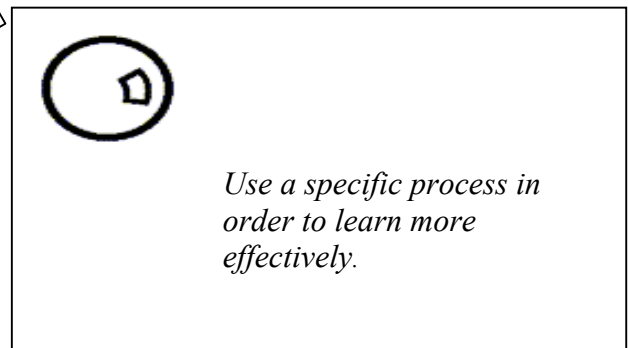 Use a specific process in
order to learn more
effectively.